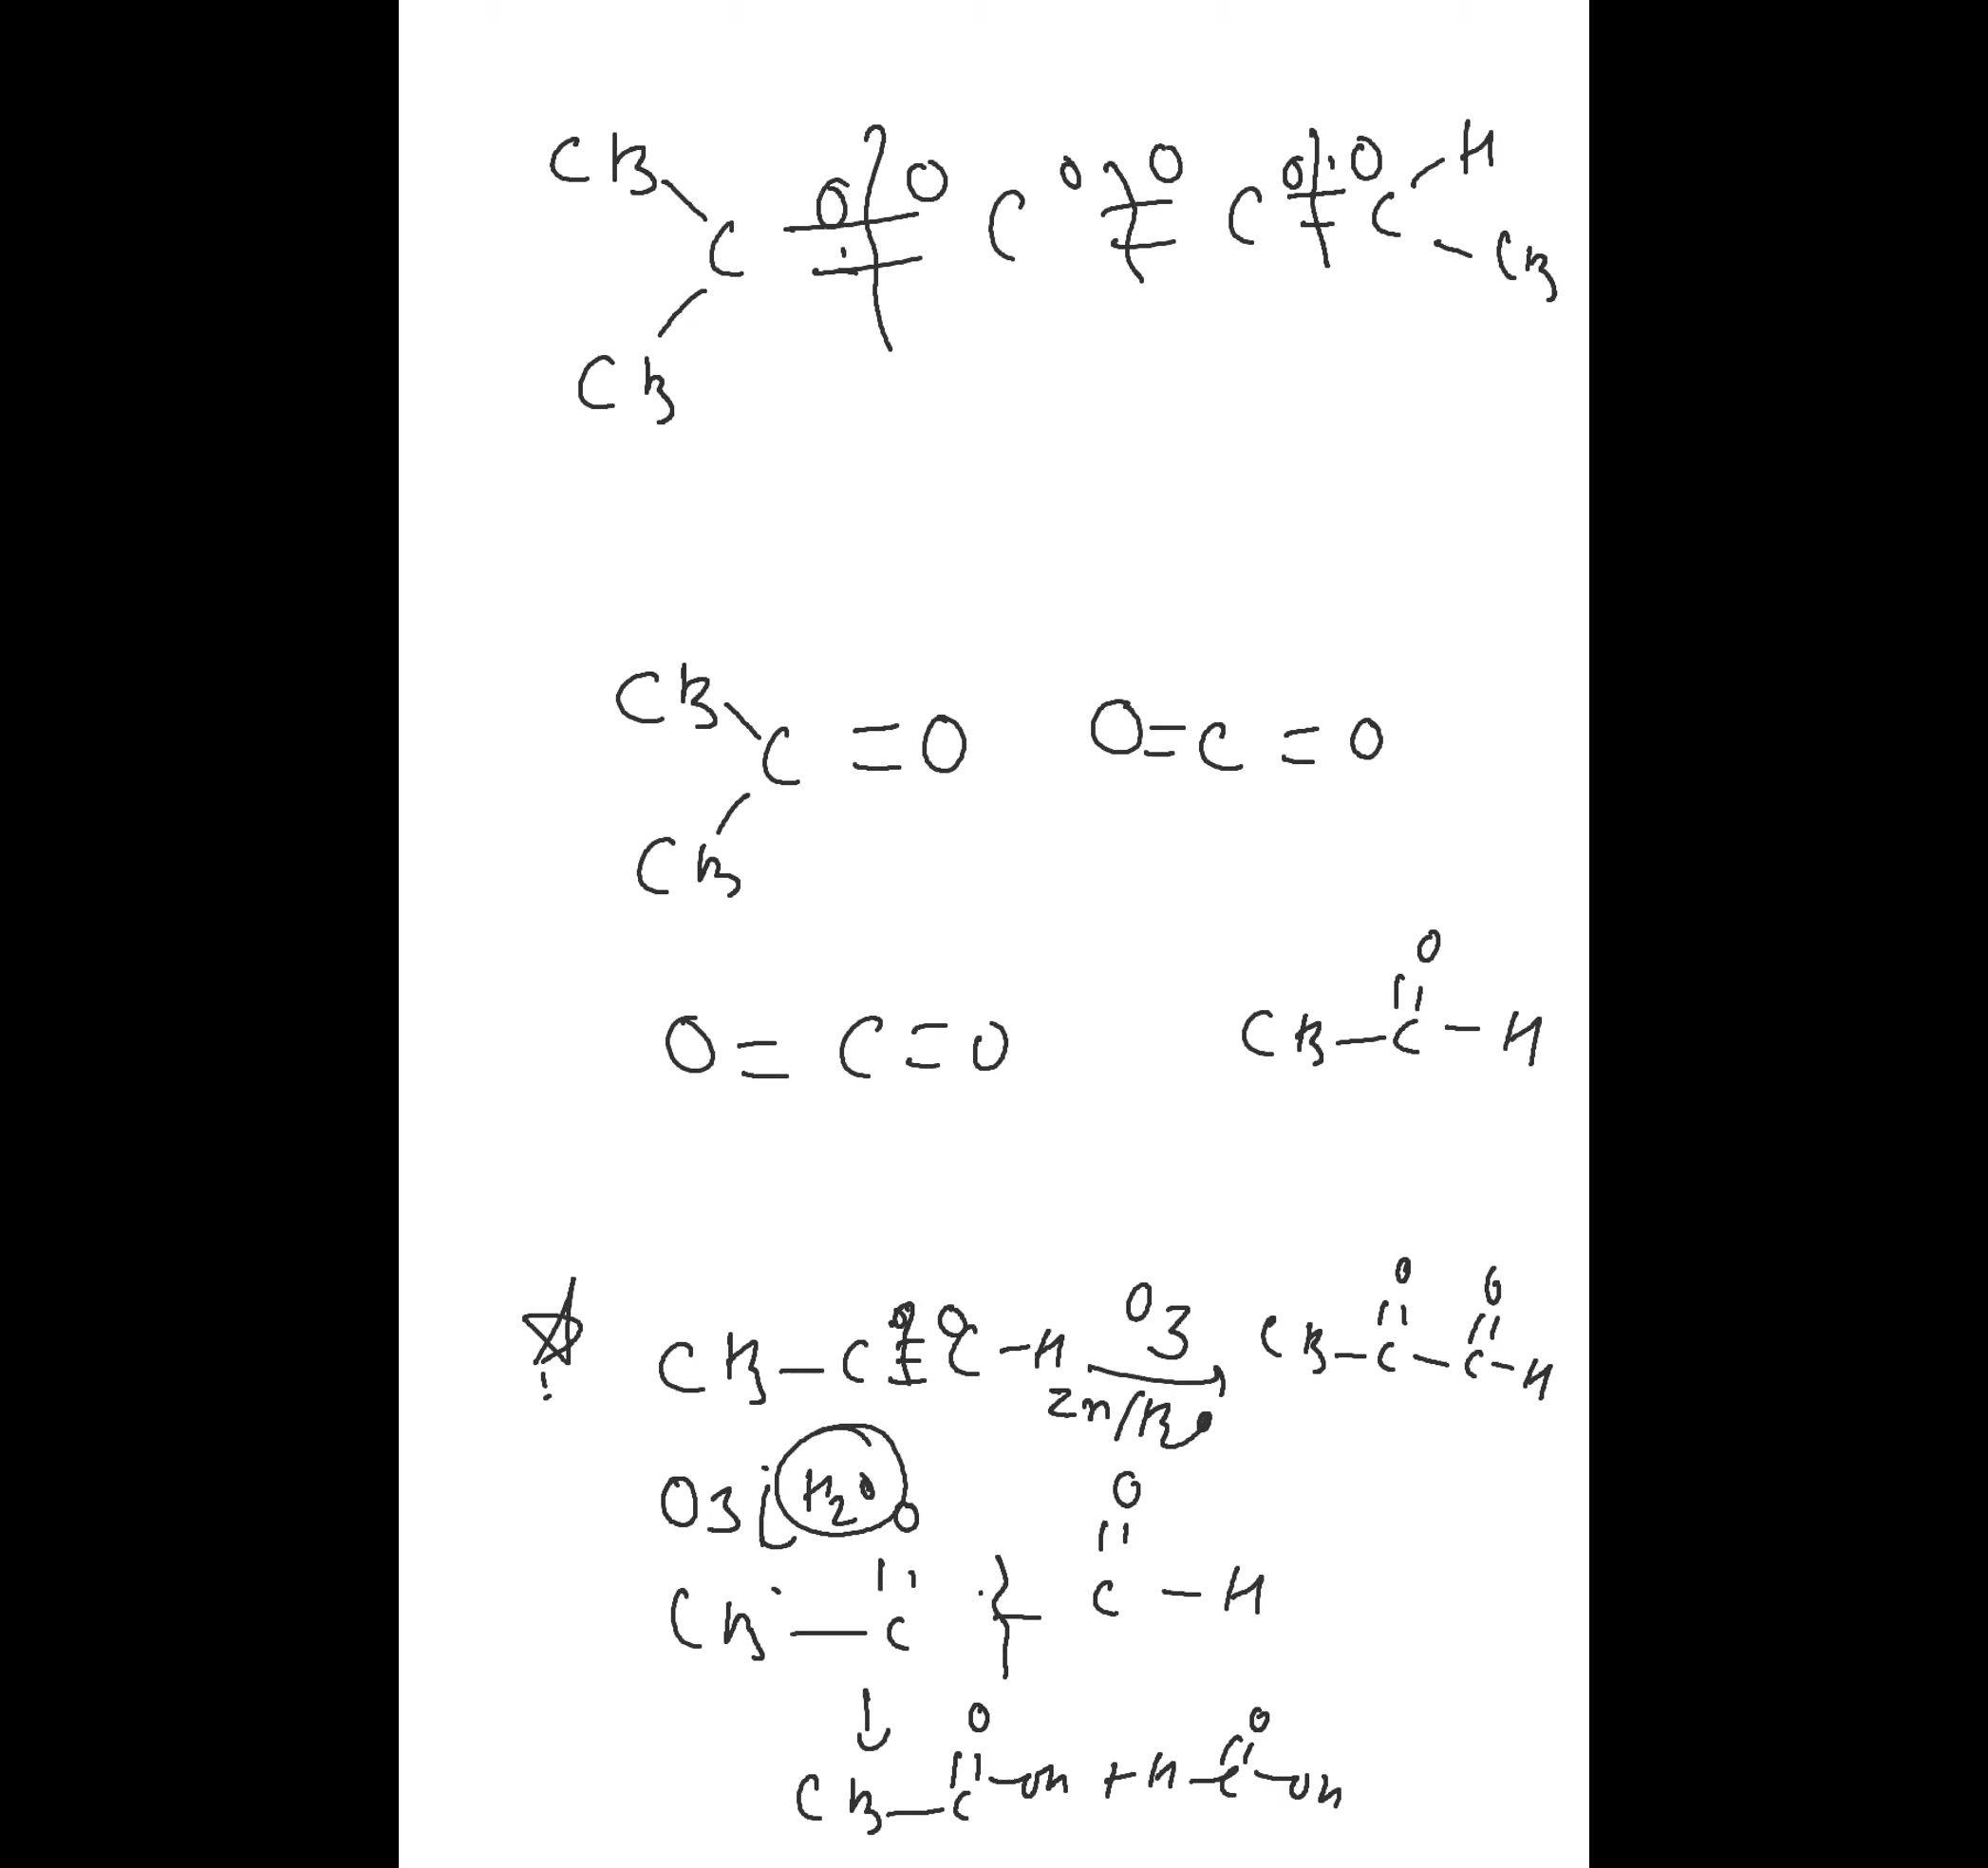 CH3 O O C O O C O O C H
C CH3
CH3
CH3 C = O O = C = O
CH3
O = C = O CH3 - C - H
O
CH3 - C ≡ C - H O3 CH3 - C - C - H
O O
Zn/H2O
O3 H2O
O O
CH3 - C C - H
O O
CH3 - C - OH + H - C - OH